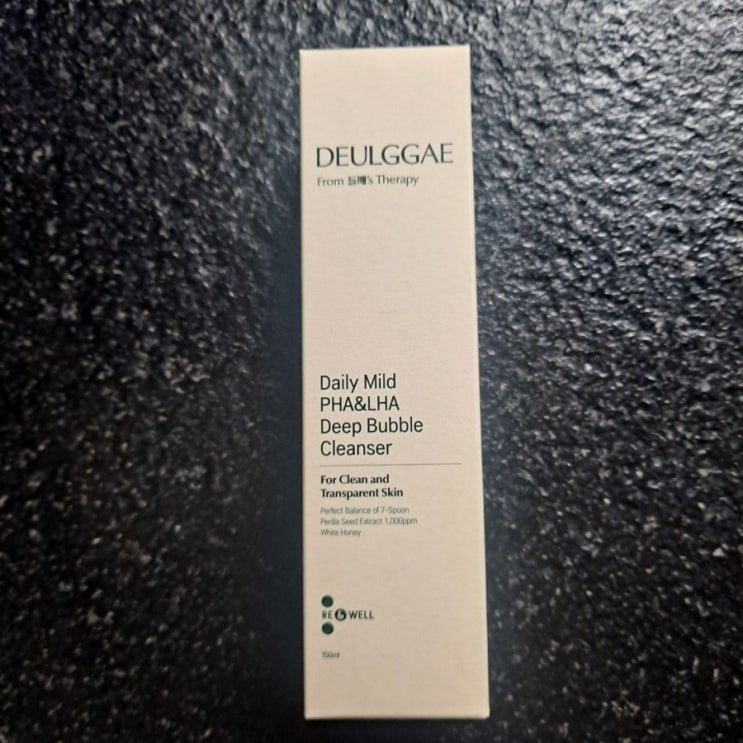 DEULGGAE
From 들깨's Therapy
Daily Mild
PHA&LHA
Deep Bubble
Cleanser
For Clean and
Transparent Skin
Perfect Balance of 7-Spoon
Perilla Seed Extract 1,000ppm
White Honey
RE&WELL
150ml